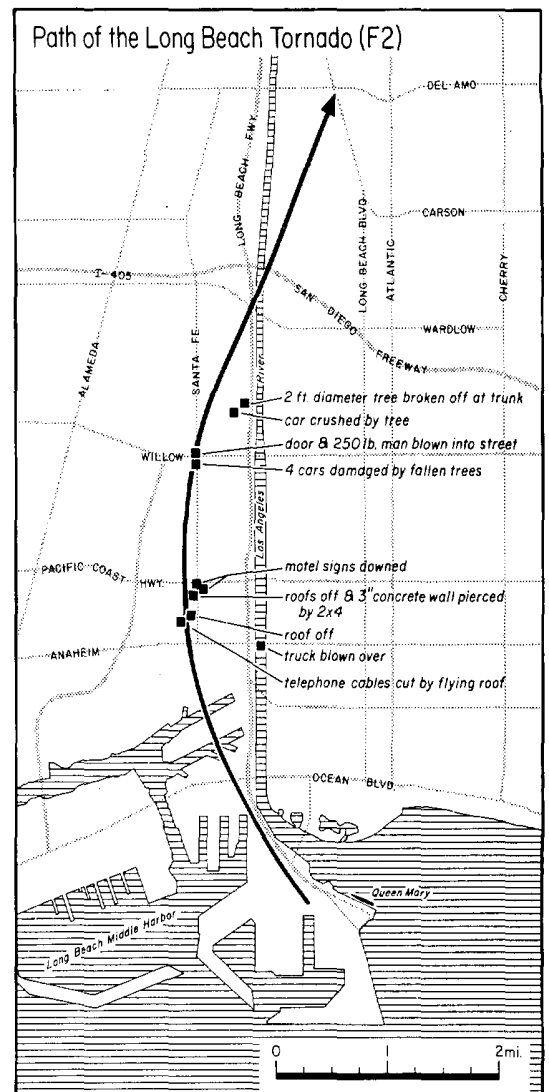 Path of the Long Beach Tornado (F2)
DEL AMO
LONG BEACH FWY.
CARSON
LONG BEACH BLVD
ATLANTIC
CHERRY
I-405
SAN DIEGO FREEWAY
WARDLOW
ALAMEDA
SANTA FE
River
2 ft. diameter tree broken off at trunk
car crushed by tree
door & 250 lb. man blown into street
WILLOW
4 cars damaged by fallen trees
Los Angeles
PACIFIC COAST HWY.
motel signs downed
roofs off & 3" concrete wall pierced
by 2x4
roof off
ANAHEIM
truck blown over
telephone cables cut by flying roof
OCEAN BLVD
Queen Mary
Long Beach Middle Harbor
0
2 mi.